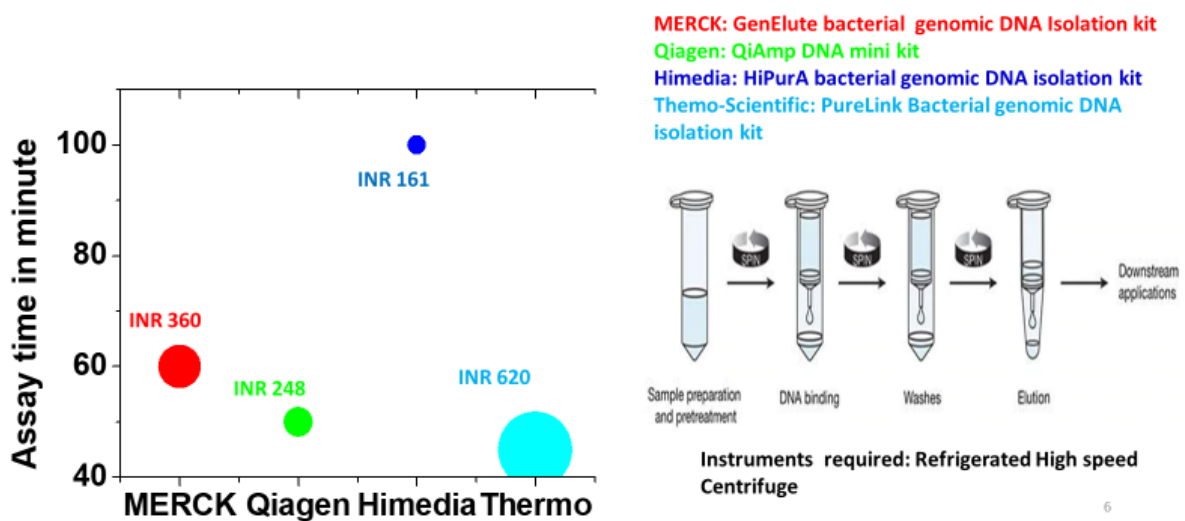 MERCK: GenElute bacterial genomic DNA Isolation kit
Qiagen: QiAmp DNA mini kit
Himedia: HiPurA bacterial genomic DNA isolation kit
Themo-Scientific: PureLink Bacterial genomic DNA
isolation kit
Assay time in minute
100
80
60
40
INR 161
INR 360
INR 248
INR 620
MERCK Qiagen Himedia Thermo
SPIN
SPIN
SPIN
Downstream
applications
Sample preparation
and pretreatment
DNA binding
Washes
Elution
Instruments required: Refrigerated High speed
Centrifuge
6